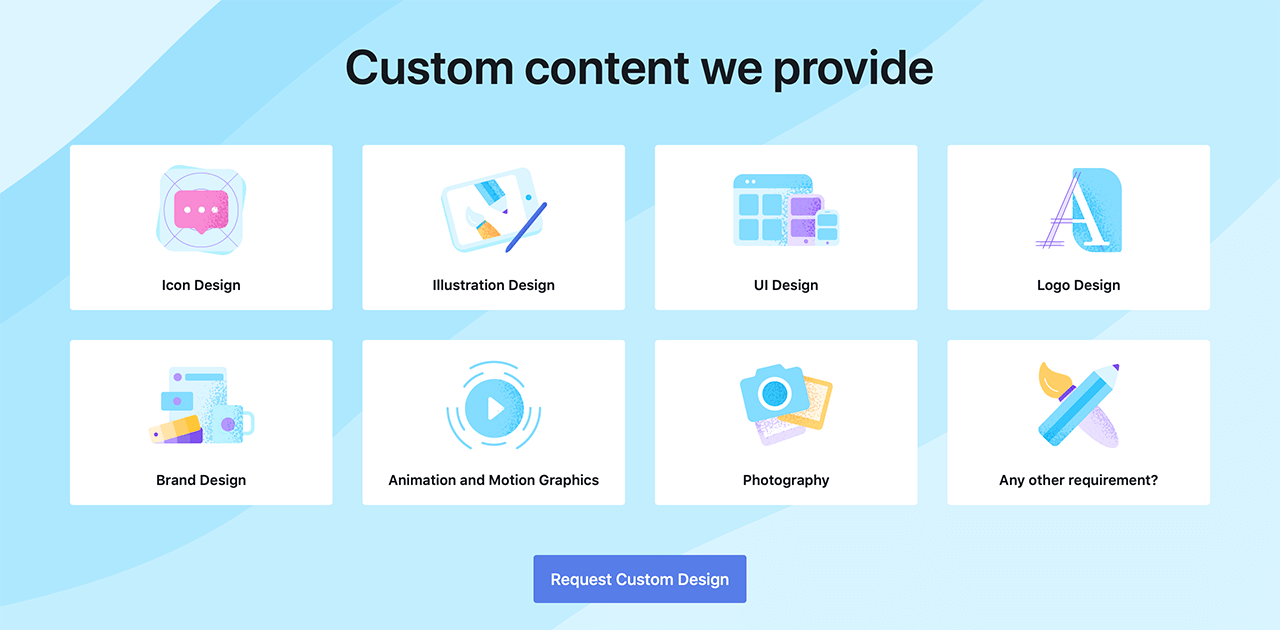 Custom content we provide
Icon Design
Illustration Design
UI Design
Logo Design
Brand Design
Animation and Motion Graphics
Photography
Any other requirement?
Request Custom Design